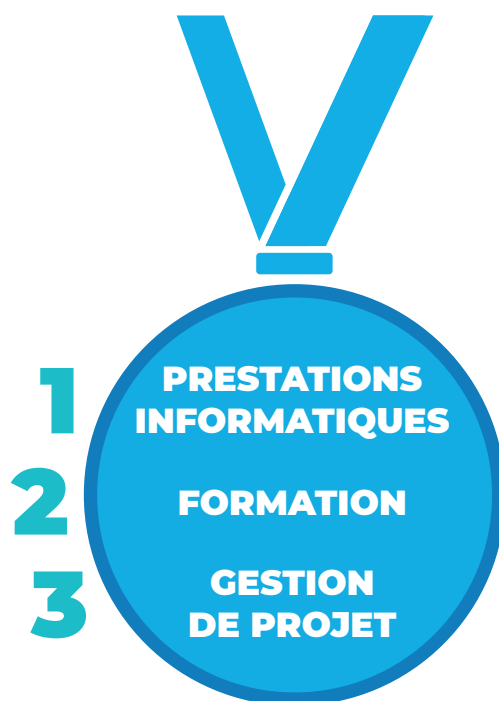 1
PRESTATIONS
INFORMATIQUES
2
FORMATION
3
GESTION
DE PROJET